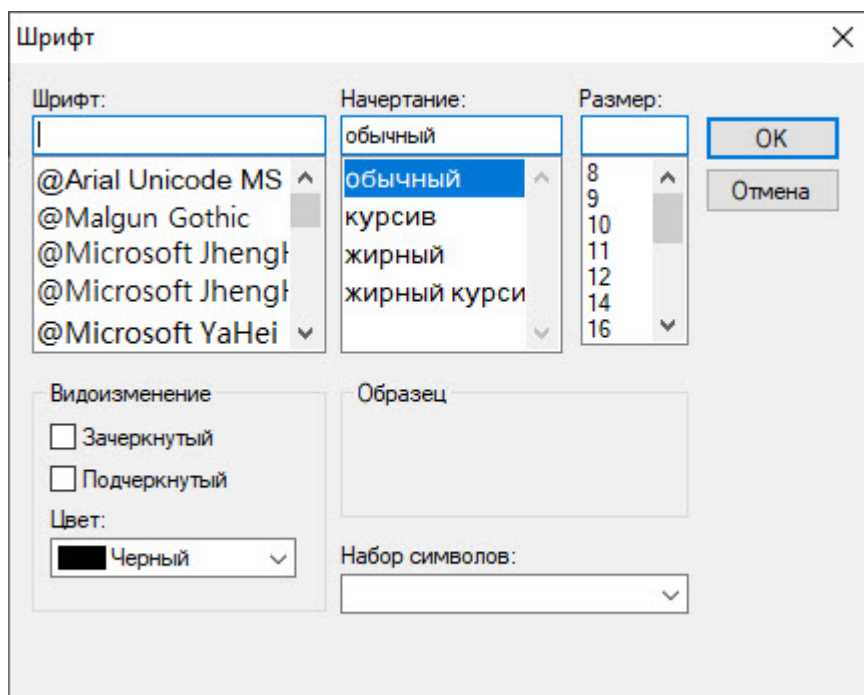 Шрифт
Шрифт:
Начертание:
Размер:
обычный
OK
@Arial Unicode MS
обычный
8
Отмена
@Malgun Gothic
курсив
9
10
@Microsoft JhengH
жирный
11
@Microsoft JhengH
жирный курси
12
14
@Microsoft YaHei
16
Видоизменение
Образец
Зачеркнутый
Подчеркнутый
Цвет:
Черный
Набор символов: